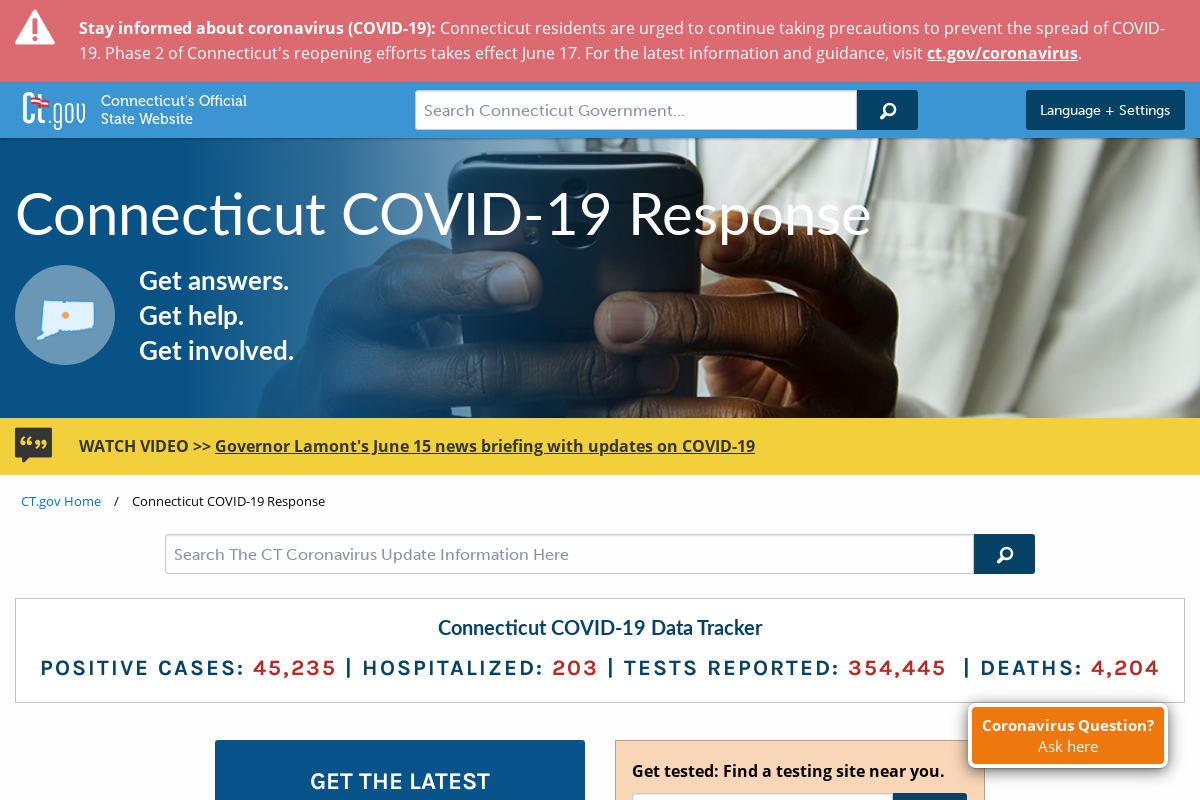 Stay informed about coronavirus (COVID-19): Connecticut residents are urged to continue taking precautions to prevent the spread of COVID-
19. Phase 2 of Connecticut's reopening efforts takes effect June 17. For the latest information and guidance, visit ct.gov/coronavirus.
Ct.gov
Connecticut's Official
State Website
Search Connecticut Government...
Language + Settings
Connecticut COVID-19 Response
Get answers.
Get help.
Get involved.
WATCH VIDEO >> Governor Lamont's June 15 news briefing with updates on COVID-19
CT.gov Home / Connecticut COVID-19 Response
Search The CT Coronavirus Update Information Here
Connecticut COVID-19 Data Tracker
POSITIVE CASES: 45,235 | HOSPITALIZED: 203 | TESTS REPORTED: 354,445 | DEATHS: 4,204
Coronavirus Question?
Ask here
GET THE LATEST
Get tested: Find a testing site near you.